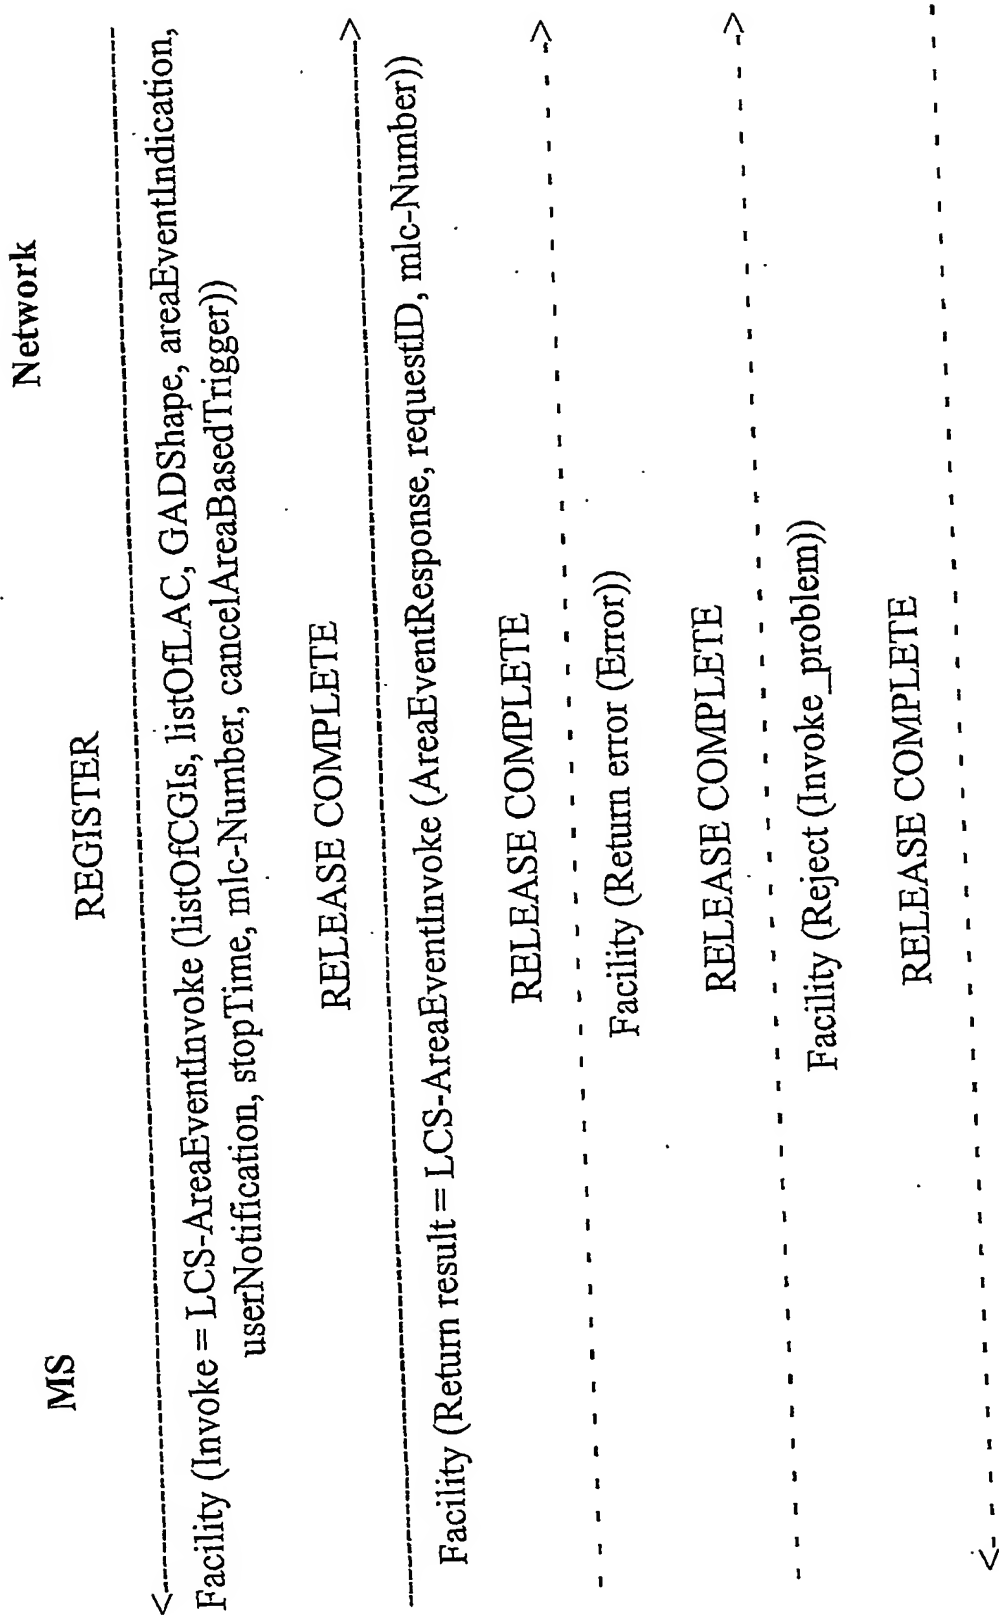 MS Network
REGISTER
Facility (Invoke = LCS-AreaEventInvoke (listOfCGIs, listOfLAC, GADShape, areaEventIndication,
userNotification, stopTime, mlc-Number, cancelAreaBasedTrigger))
RELEASE COMPLETE
Facility (Return result = LCS-AreaEventInvoke (AreaEventResponse, requestID, mlc-Number))
RELEASE COMPLETE
Facility (Return error (Error))
RELEASE COMPLETE
Facility (Reject (Invoke_problem))
RELEASE COMPLETE